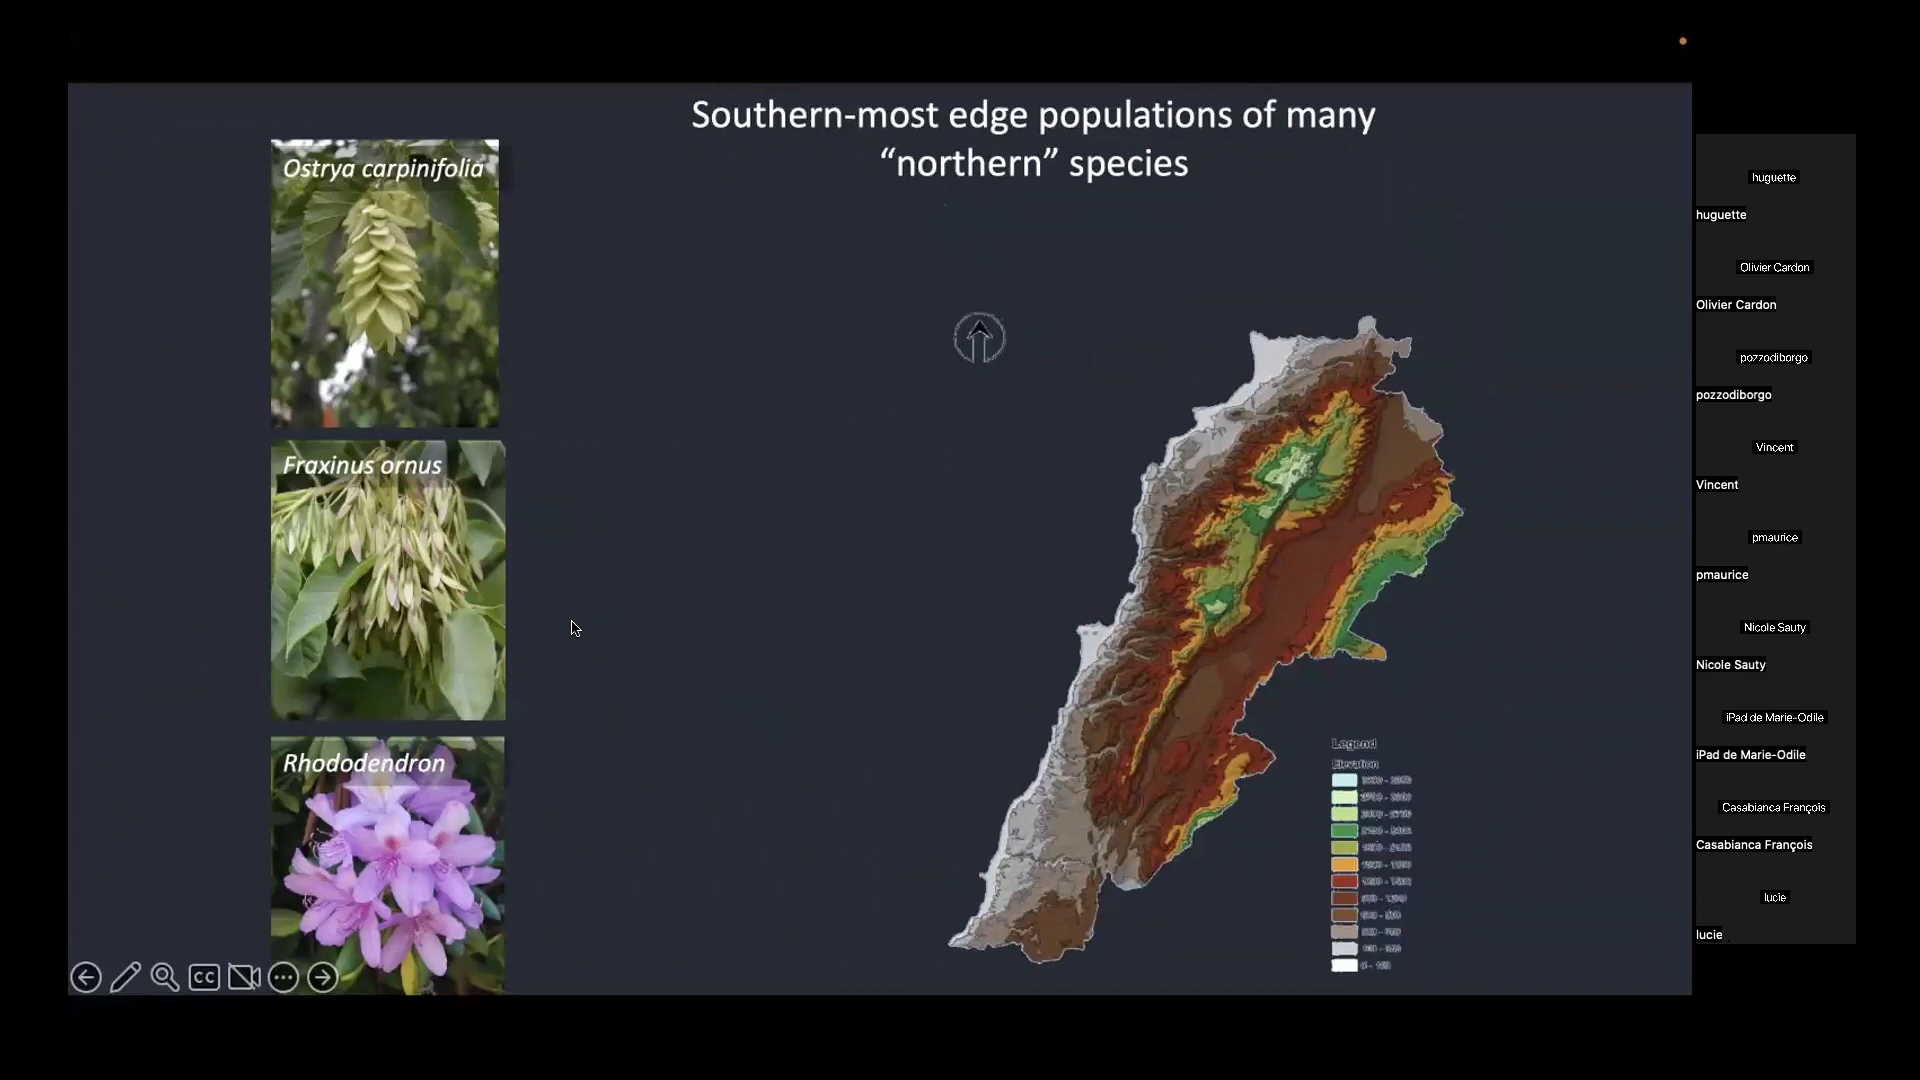 Southern-most edge populations of many
“northern” species
Ostrya carpinifolia
Fraxinus ornus
Rhododendron
Legend
Elevation
CC
huguette
huguette
Olivier Cardon
Olivier Cardon
pozzodiborgo
pozzodiborgo
Vincent
Vincent
pmaurice
pmaurice
Nicole Sauty
Nicole Sauty
iPad de Marie-Odile
iPad de Marie-Odile
Casabianca François
Casabianca François
lucie
lucie